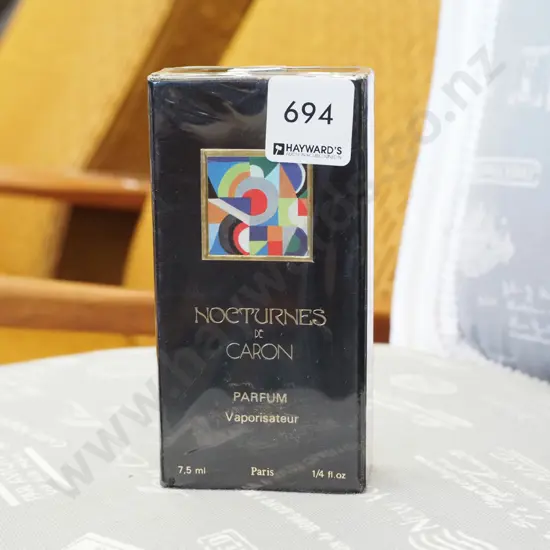 694
HAYWARD'S
NOCTURNES
DE
CARON
PARFUM
Vaporisateur
7,5 ml Paris 1/4 fl.oz